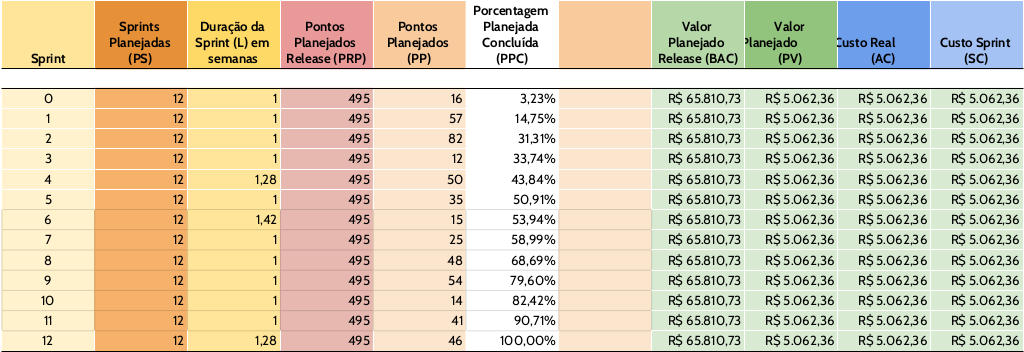 Sprint Sprints Planejadas (PS) Duração da Sprint (L) em semanas Pontos Planejados Release (PRP) Pontos Planejados (PP) Porcentagem Planejada Concluída (PPC) Valor Planejado Release (BAC) Valor Planejado (PV) Custo Real (AC) Custo Sprint (SC)
0 12 1 495 16 3,23% R$ 65.810,73 R$ 5.062,36 R$ 5.062,36 R$ 5.062,36
1 12 1 495 57 14,75% R$ 65.810,73 R$ 5.062,36 R$ 5.062,36 R$ 5.062,36
2 12 1 495 82 31,31% R$ 65.810,73 R$ 5.062,36 R$ 5.062,36 R$ 5.062,36
3 12 1 495 12 33,74% R$ 65.810,73 R$ 5.062,36 R$ 5.062,36 R$ 5.062,36
4 12 1,28 495 50 43,84% R$ 65.810,73 R$ 5.062,36 R$ 5.062,36 R$ 5.062,36
5 12 1 495 35 50,91% R$ 65.810,73 R$ 5.062,36 R$ 5.062,36 R$ 5.062,36
6 12 1,42 495 15 53,94% R$ 65.810,73 R$ 5.062,36 R$ 5.062,36 R$ 5.062,36
7 12 1 495 25 58,99% R$ 65.810,73 R$ 5.062,36 R$ 5.062,36 R$ 5.062,36
8 12 1 495 48 68,69% R$ 65.810,73 R$ 5.062,36 R$ 5.062,36 R$ 5.062,36
9 12 1 495 54 79,60% R$ 65.810,73 R$ 5.062,36 R$ 5.062,36 R$ 5.062,36
10 12 1 495 14 82,42% R$ 65.810,73 R$ 5.062,36 R$ 5.062,36 R$ 5.062,36
11 12 1 495 41 90,71% R$ 65.810,73 R$ 5.062,36 R$ 5.062,36 R$ 5.062,36
12 12 1,28 495 46 100,00% R$ 65.810,73 R$ 5.062,36 R$ 5.062,36 R$ 5.062,36